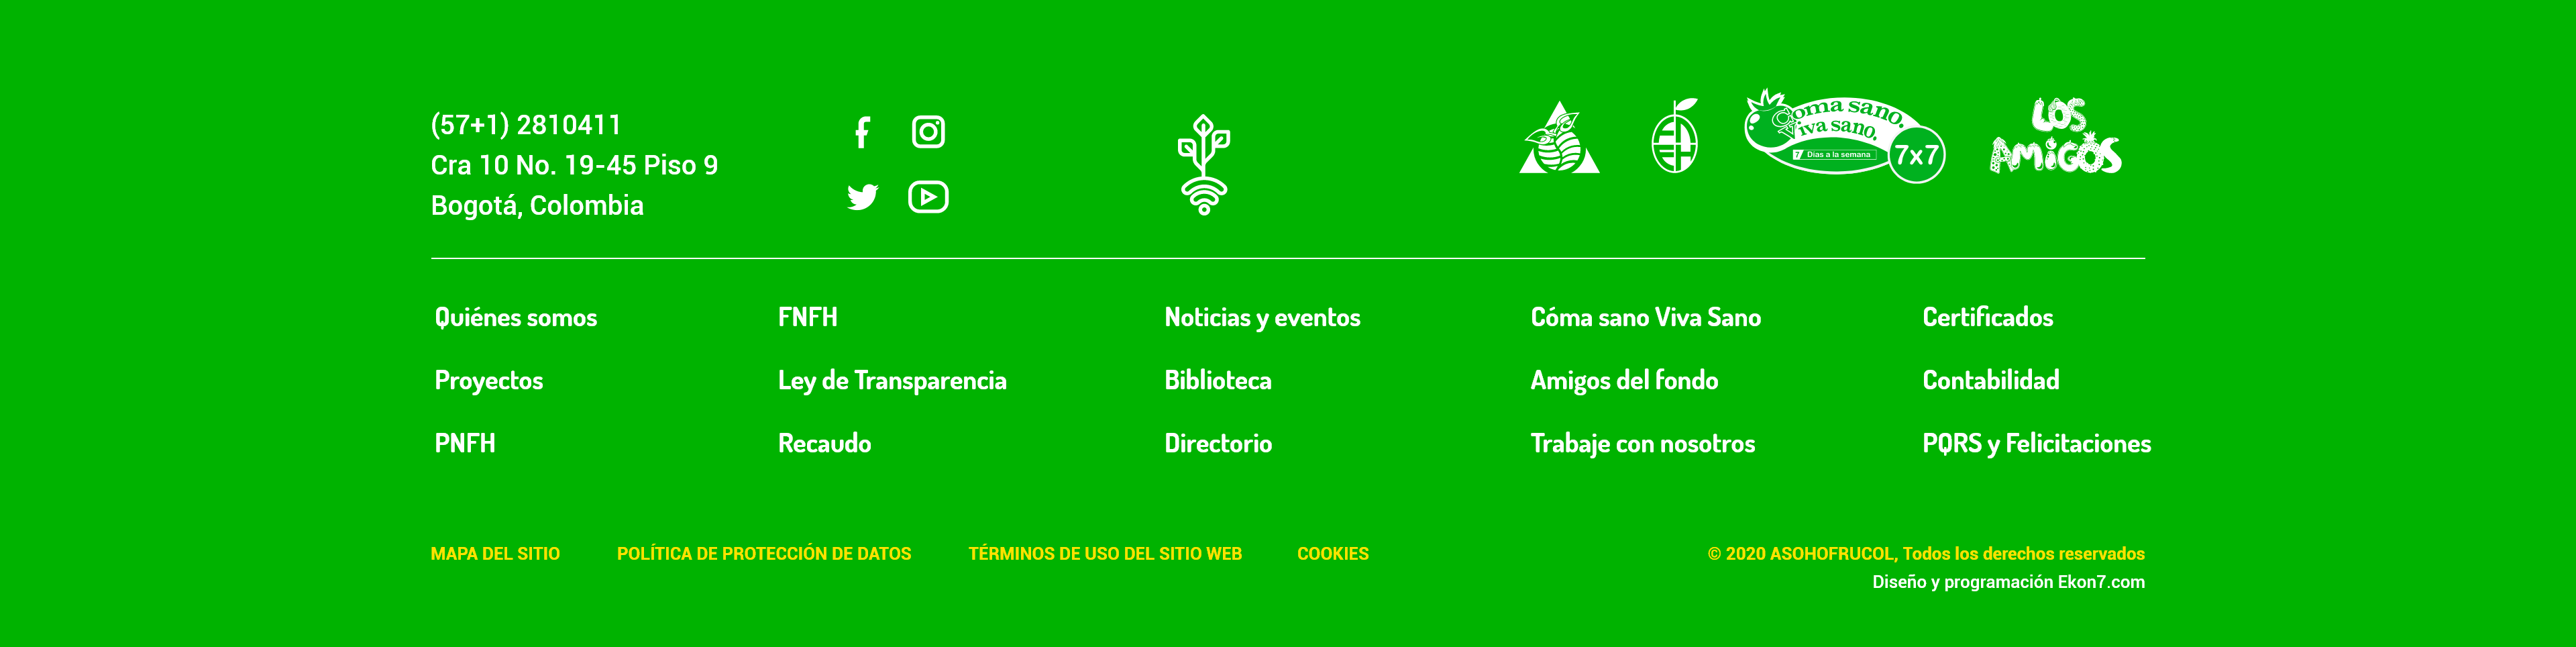 (57+1) 2810411
Cra 10 No. 19-45 Piso 9
Bogotá, Colombia
Coma sano.
Viva sano.
7 Días a la semana
7x7
LOS
AMIGOS
Quiénes somos
FNFH
Noticias y eventos
Cóma sano Viva Sano
Certificados
Proyectos
Ley de Transparencia
Biblioteca
Amigos del fondo
Contabilidad
PNFH
Recaudo
Directorio
Trabaje con nosotros
PQRS y Felicitaciones
MAPA DEL SITIO
POLÍTICA DE PROTECCIÓN DE DATOS
TÉRMINOS DE USO DEL SITIO WEB
COOKIES
© 2020 ASOHOFRUCOL, Todos los derechos reservados
Diseño y programación Ekon7.com